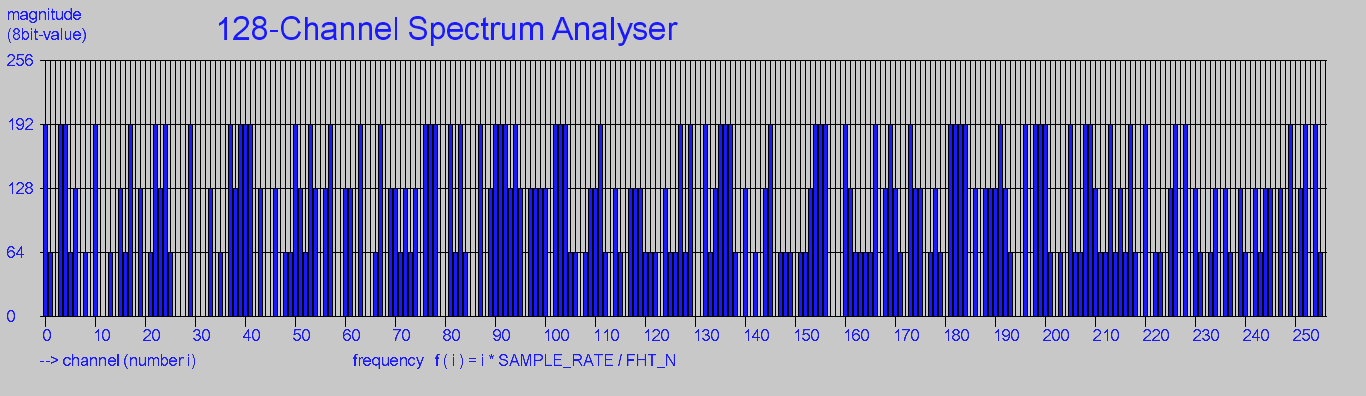 magnitude
(8bit-value)
128-Channel Spectrum Analyser
256
192
128
64
0
0 10 20 30 40 50 60 70 80 90 100 110 120 130 140 150 160 170 180 190 200 210 220 230 240 250
--> channel (number i)
frequency f ( i ) = i * SAMPLE_RATE / FHT_N